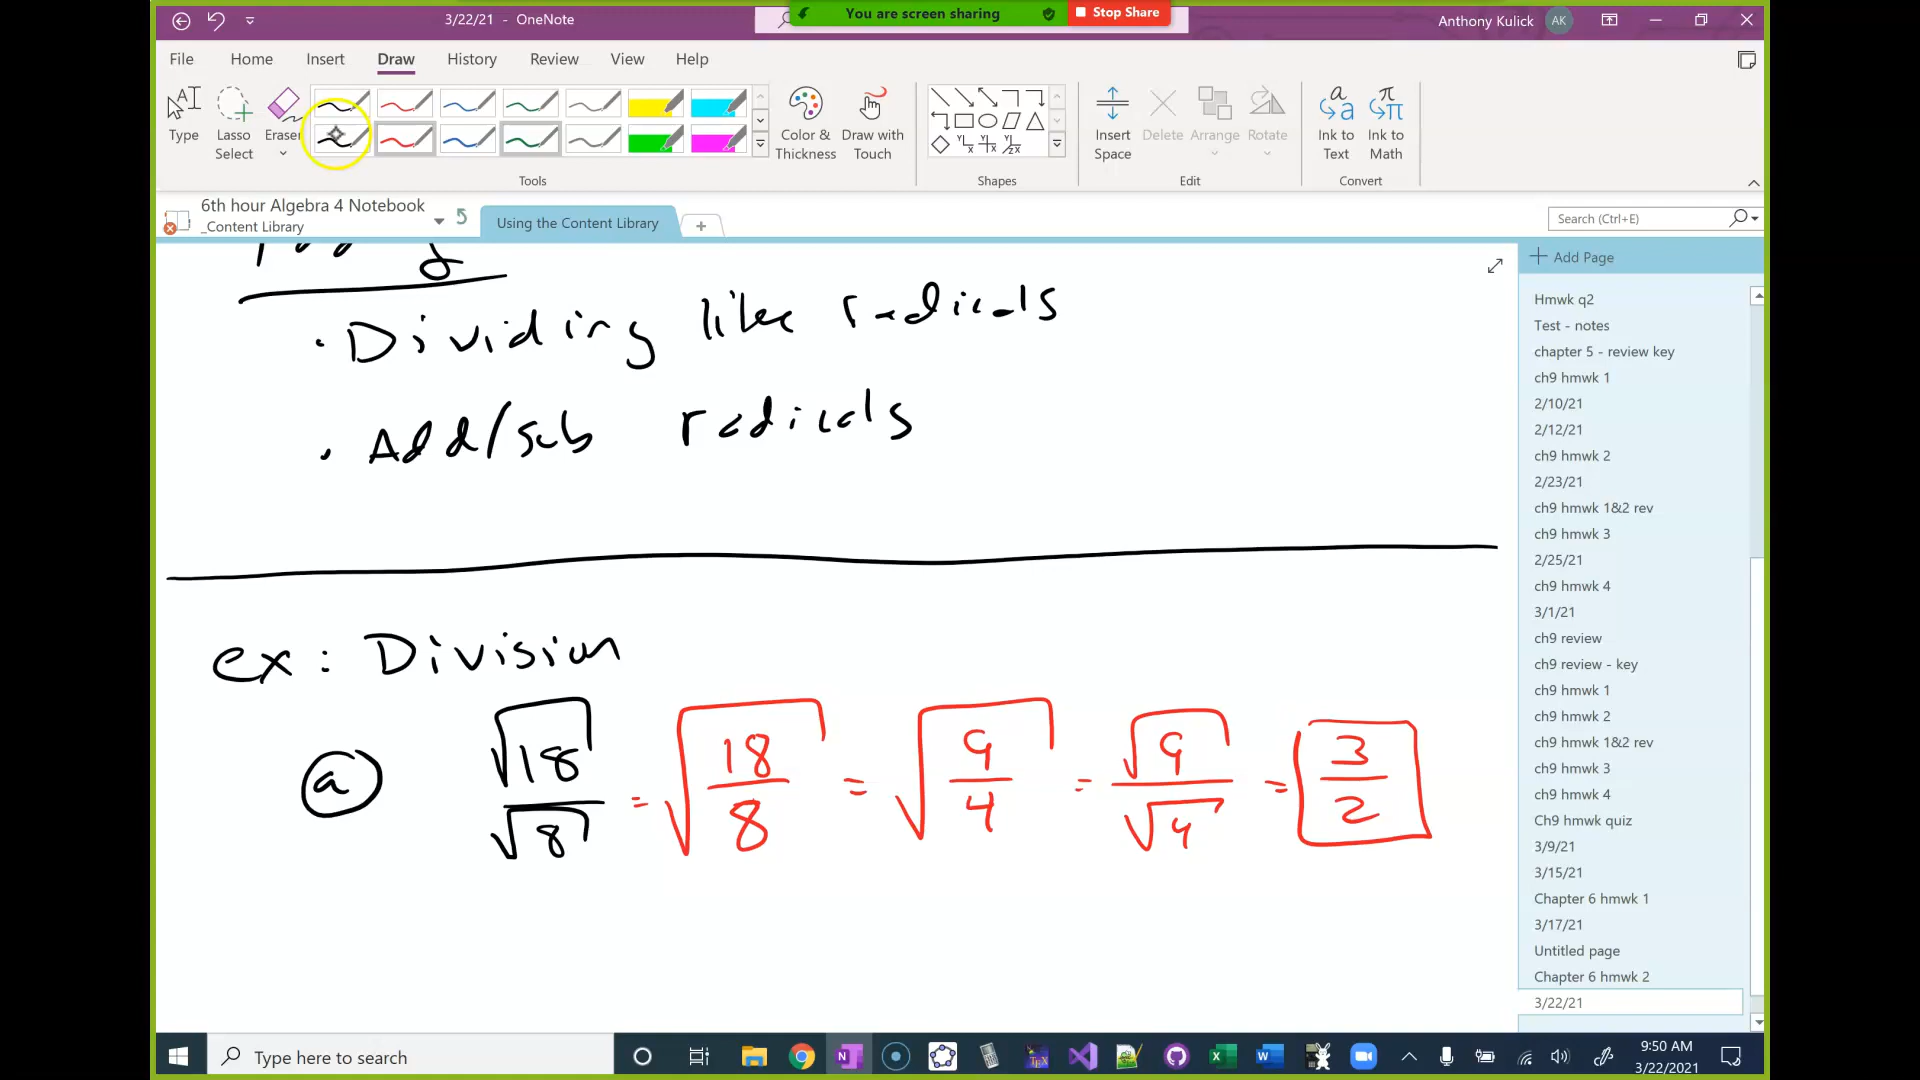 3/22/21 - OneNote
You are screen sharing
Stop Share
Anthony Kulick AK
File Home Insert Draw History Review View Help
Type
Lasso Select
Eraser
Color & Thickness
Draw with Touch
Insert Space
Delete
Arrange
Rotate
Ink to Text
Ink to Math
Tools
Shapes
Edit
Convert
6th hour Algebra 4 Notebook
_Content Library
Using the Content Library
Search (Ctrl+E)
Add Page
Hmwk q2
Test - notes
chapter 5 - review key
ch9 hmwk 1
2/10/21
2/12/21
ch9 hmwk 2
2/23/21
ch9 hmwk 1&2 rev
ch9 hmwk 3
2/25/21
ch9 hmwk 4
3/1/21
ch9 review
ch9 review - key
ch9 hmwk 1
ch9 hmwk 2
ch9 hmwk 1&2 rev
ch9 hmwk 3
ch9 hmwk 4
Ch9 hmwk quiz
3/9/21
3/15/21
Chapter 6 hmwk 1
3/17/21
Untitled page
Chapter 6 hmwk 2
3/22/21
· Dividing like radicals
· Add/sub radicals
ex: Division
ⓐ √18/√8 = √(18/8) = √(9/4) = √9/√4 = 3/2
Type here to search
9:50 AM
3/22/2021